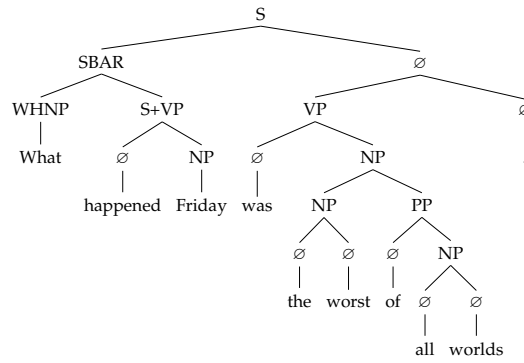 S
SBAR ∅
WHNP S+VP VP ∅
What ∅ NP ∅ NP
happened Friday was NP PP
∅ ∅ ∅ NP
the worst of ∅ ∅
all worlds